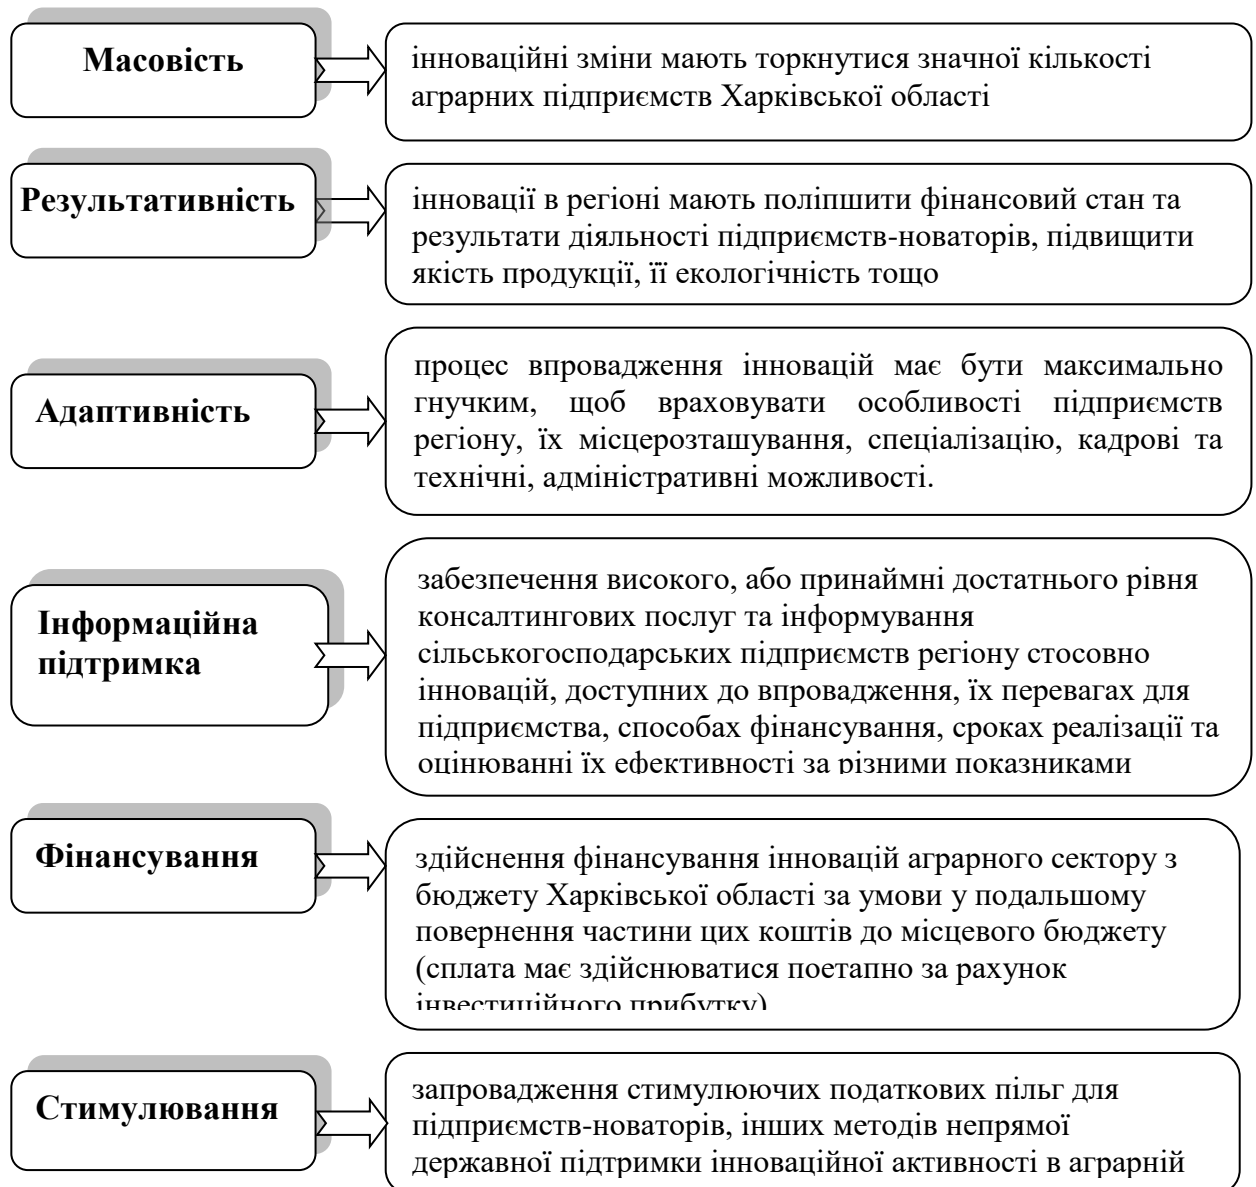 Масовість
інноваційні зміни мають торкнутися значної кількості
аграрних підприємств Харківської області
Результативність
інновації в регіоні мають поліпшити фінансовий стан та
результати діяльності підприємств-новаторів, підвищити
якість продукції, її екологічність тощо
Адаптивність
процес впровадження інновацій має бути максимально
гнучким, щоб враховувати особливості підприємств
регіону, їх місцерозташування, спеціалізацію, кадрові та
технічні, адміністративні можливості.
Інформаційна
підтримка
забезпечення високого, або принаймні достатнього рівня
консалтингових послуг та інформування
сільськогосподарських підприємств регіону стосовно
інновацій, доступних до впровадження, їх перевагах для
підприємства, способах фінансування, сроках реалізації та
оцінюванні їх ефективності за різними показниками
Фінансування
здійснення фінансування інновацій аграрного сектору з
бюджету Харківської області за умови у подальшому
повернення частини цих коштів до місцевого бюджету
(сплата має здійснюватися поетапно за рахунок
інвестиційного прибутку)
Стимулювання
запровадження стимулюючих податкових пільг для
підприємств-новаторів, інших методів непрямої
державної підтримки інноваційної активності в аграрній